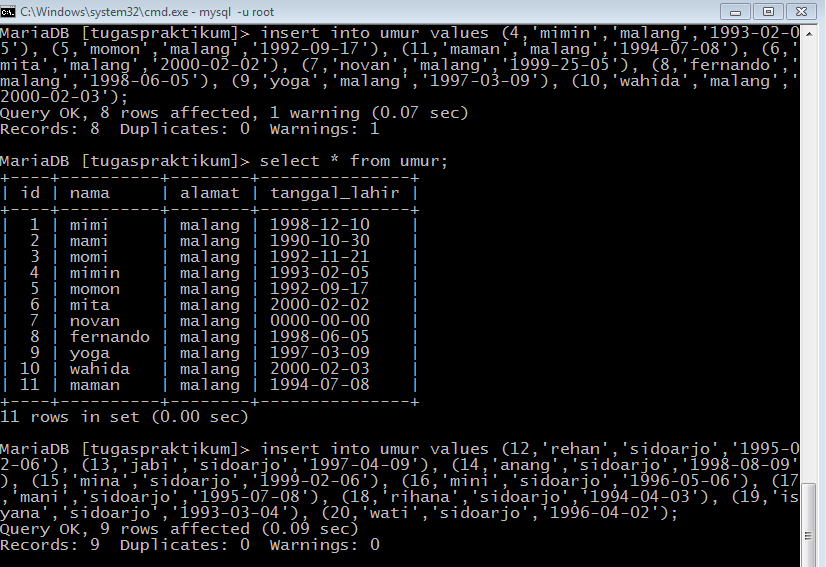 C:\Windows\system32\cmd.exe - mysql -u root
MariaDB [tugaspraktikum]> insert into umur values (4,'mimin','malang','1993-02-0
5'), (5,'momon','malang','1992-09-17'), (11,'maman','malang','1994-07-08'), (6,'
mita','malang','2000-02-02'), (7,'novan','malang','1999-25-05'), (8,'fernando','
malang','1998-06-05'), (9,'yoga','malang','1997-03-09'), (10,'wahida','malang','
2000-02-03');
Query OK, 8 rows affected, 1 warning (0.07 sec)
Records: 8  Duplicates: 0  Warnings: 1
MariaDB [tugaspraktikum]> select * from umur;
+----+----------+--------+---------------+
| id | nama     | alamat | tanggal_lahir |
+----+----------+--------+---------------+
|  1 | mimi     | malang | 1998-12-10    |
|  2 | mami     | malang | 1990-10-30    |
|  3 | momi     | malang | 1992-11-21    |
|  4 | mimin    | malang | 1993-02-05    |
|  5 | momon    | malang | 1992-09-17    |
|  6 | mita     | malang | 2000-02-02    |
|  7 | novan    | malang | 0000-00-00    |
|  8 | fernando | malang | 1998-06-05    |
|  9 | yoga     | malang | 1997-03-09    |
| 10 | wahida   | malang | 2000-02-03    |
| 11 | maman    | malang | 1994-07-08    |
+----+----------+--------+---------------+
11 rows in set (0.00 sec)
MariaDB [tugaspraktikum]> insert into umur values (12,'rehan','sidoarjo','1995-0
2-06'), (13,'jabi','sidoarjo','1997-04-09'), (14,'anang','sidoarjo','1998-08-09'
), (15,'mina','sidoarjo','1999-02-06'), (16,'mini','sidoarjo','1996-05-06'), (17
,'mani','sidoarjo','1995-07-08'), (18,'rihana','sidoarjo','1994-04-03'), (19,'is
yana','sidoarjo','1993-03-04'), (20,'wati','sidoarjo','1996-04-02');
Query OK, 9 rows affected (0.09 sec)
Records: 9  Duplicates: 0  Warnings: 0